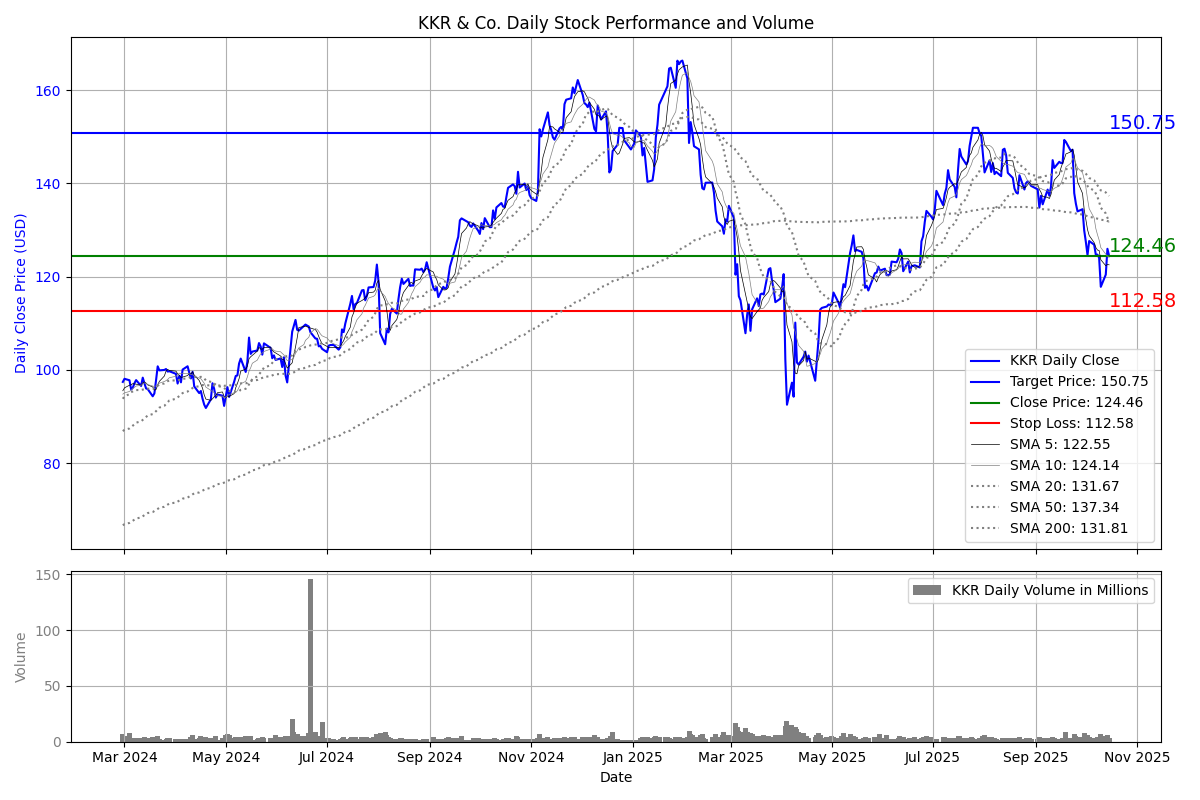 KKR & Co. Daily Stock Performance and Volume
Daily Close Price (USD)
160
140
120
100
80
150.75
124.46
112.58
KKR Daily Close
Target Price: 150.75
Close Price: 124.46
Stop Loss: 112.58
SMA 5: 122.55
SMA 10: 124.14
SMA 20: 131.67
SMA 50: 137.34
SMA 200: 131.81
Volume
150
100
50
0
KKR Daily Volume in Millions
Mar 2024 May 2024 Jul 2024 Sep 2024 Nov 2024 Jan 2025 Mar 2025 May 2025 Jul 2025 Sep 2025 Nov 2025
Date